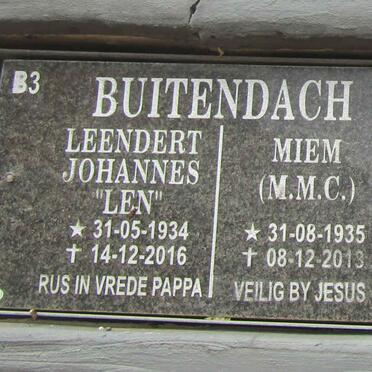 B3
BUITENDACH
LEENDERT
JOHANNES
"LEN"
★ 31-05-1934
✝ 14-12-2016
RUS IN VREDE PAPPA
MIEM
(M.M.C.)
★ 31-08-1935
✝ 08-12-2013
VEILIG BY JESUS